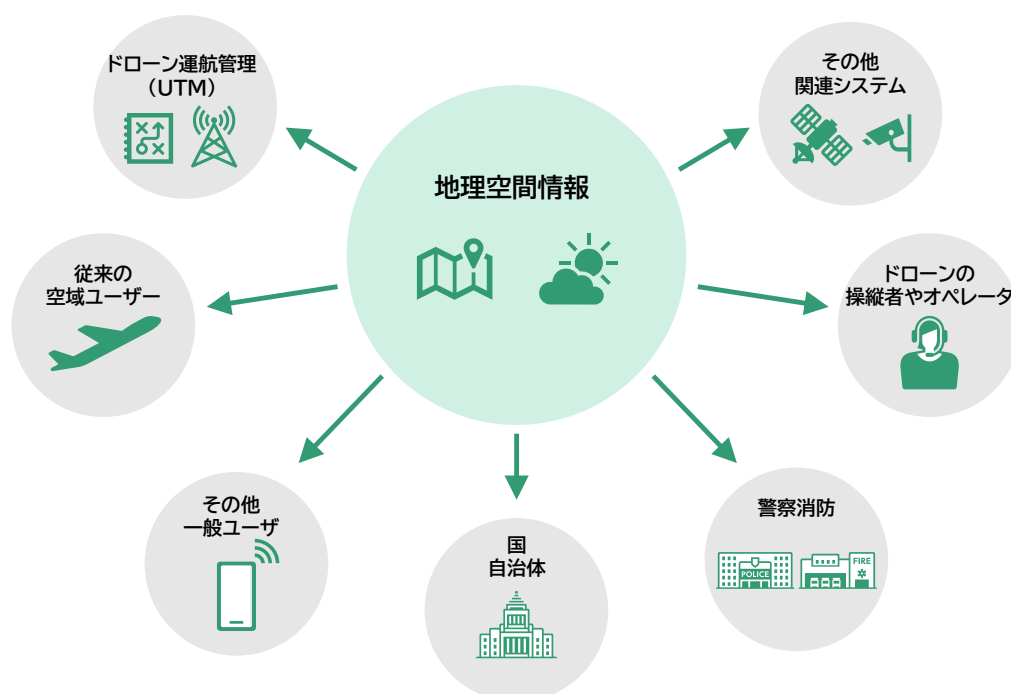 ドローン運航管理
（UTM）
その他
関連システム
地理空間情報
従来の
空域ユーザー
ドローンの
操縦者やオペレータ
その他
一般ユーザ
国
自治体
警察消防
POLICE
FIRE